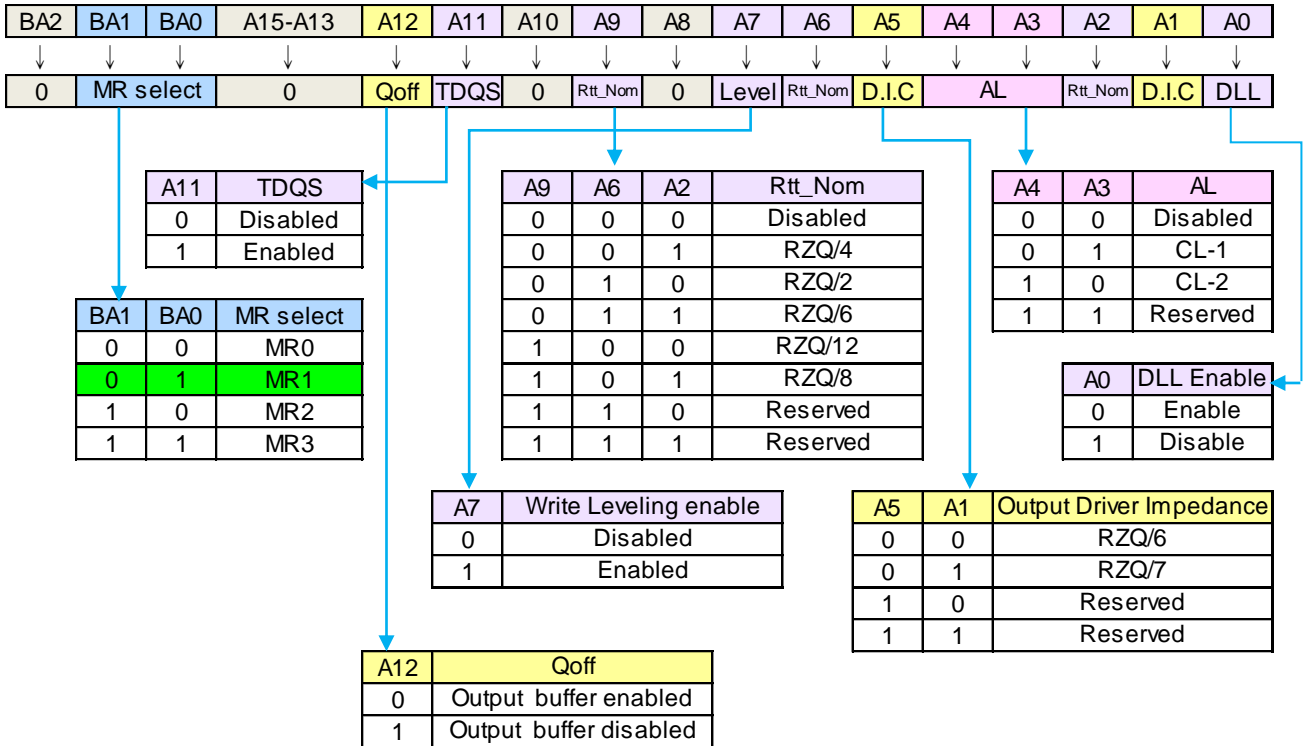 BA2 BA1 BA0 A15-A13 A12 A11 A10 A9 A8 A7 A6 A5 A4 A3 A2 A1 A0
0 MR select 0 Qoff TDQS 0 Rtt_Nom 0 Level Rtt_Nom D.I.C AL Rtt_Nom D.I.C DLL
A11 TDQS
0 Disabled
1 Enabled
A9 A6 A2 Rtt_Nom
0 0 0 Disabled
0 0 1 RZQ/4
0 1 0 RZQ/2
0 1 1 RZQ/6
1 0 0 RZQ/12
1 0 1 RZQ/8
1 1 0 Reserved
1 1 1 Reserved
A4 A3 AL
0 0 Disabled
0 1 CL-1
1 0 CL-2
1 1 Reserved
BA1 BA0 MR select
0 0 MR0
0 1 MR1
1 0 MR2
1 1 MR3
A0 DLL Enable
0 Enable
1 Disable
A7 Write Leveling enable
0 Disabled
1 Enabled
A5 A1 Output Driver Impedance
0 0 RZQ/6
0 1 RZQ/7
1 0 Reserved
1 1 Reserved
A12 Qoff
0 Output buffer enabled
1 Output buffer disabled